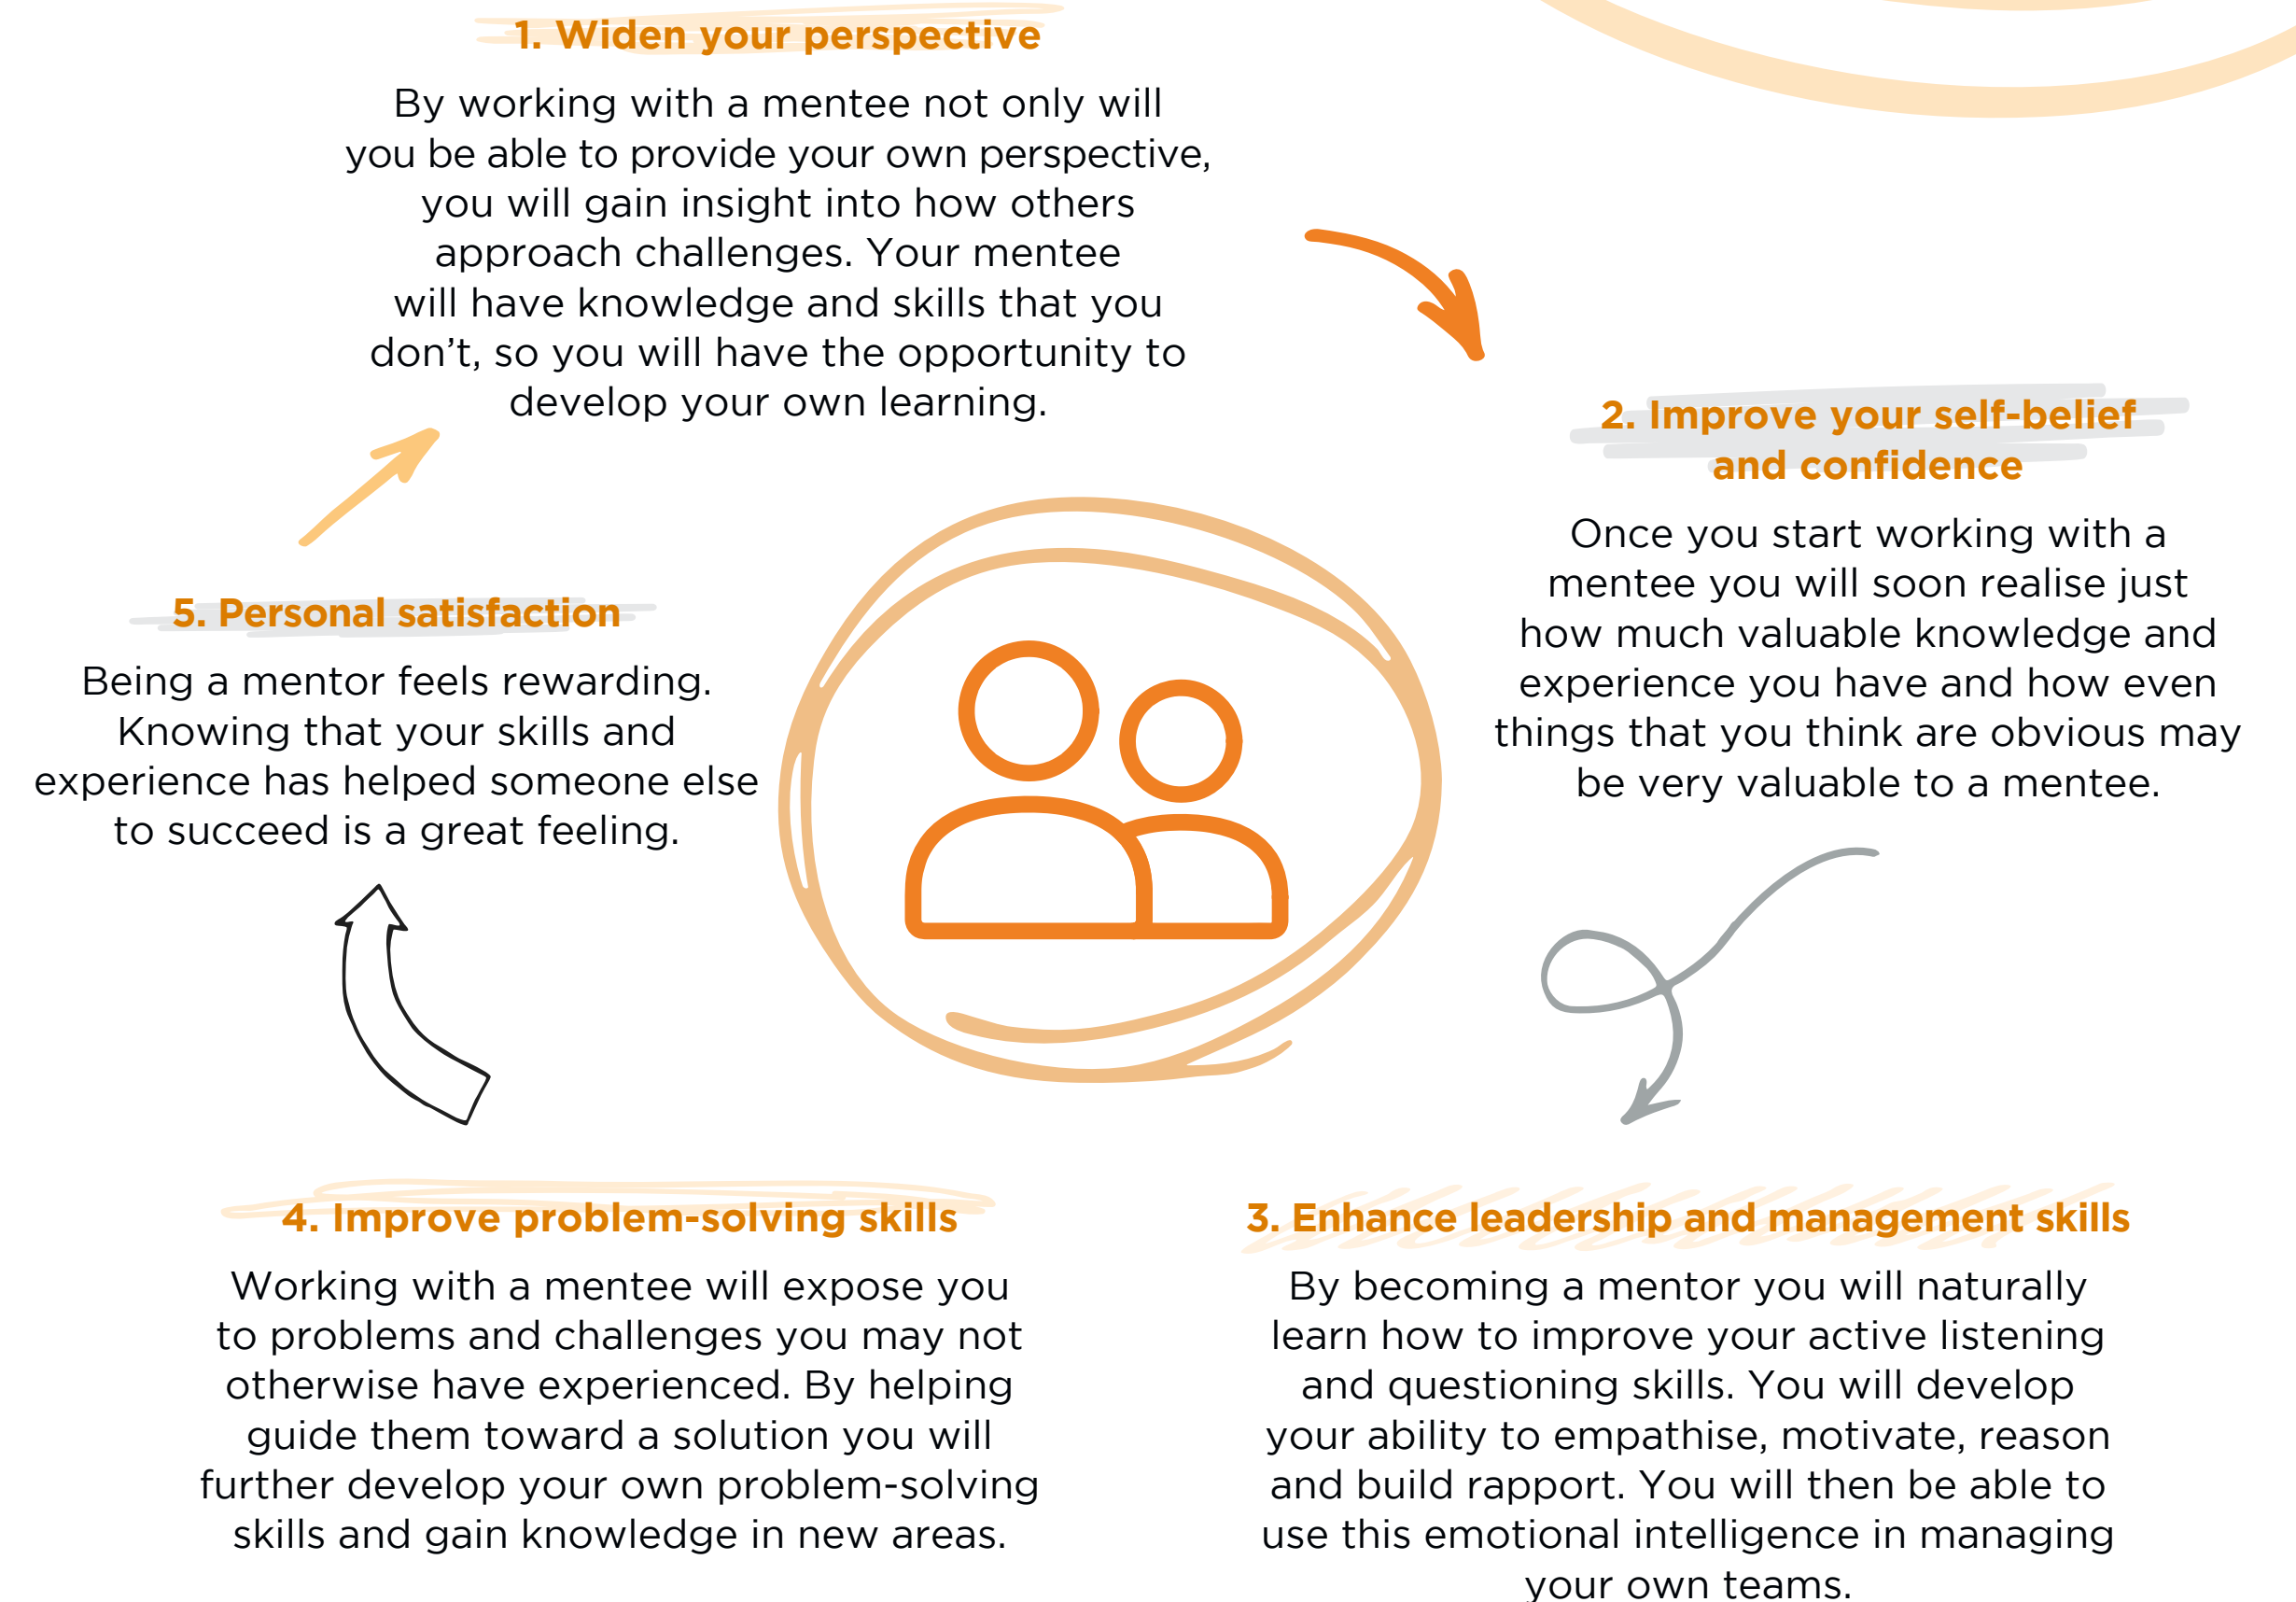 1. Widen your perspective
By working with a mentee not only will
you be able to provide your own perspective,
you will gain insight into how others
approach challenges. Your mentee
will have knowledge and skills that you
don’t, so you will have the opportunity to
develop your own learning.
2. Improve your self-belief
and confidence
Once you start working with a
mentee you will soon realise just
how much valuable knowledge and
experience you have and how even
things that you think are obvious may
be very valuable to a mentee.
3. Enhance leadership and management skills
By becoming a mentor you will naturally
learn how to improve your active listening
and questioning skills. You will develop
your ability to empathise, motivate, reason
and build rapport. You will then be able to
use this emotional intelligence in managing
your own teams.
4. Improve problem-solving skills
Working with a mentee will expose you
to problems and challenges you may not
otherwise have experienced. By helping
guide them toward a solution you will
further develop your own problem-solving
skills and gain knowledge in new areas.
5. Personal satisfaction
Being a mentor feels rewarding.
Knowing that your skills and
experience has helped someone else
to succeed is a great feeling.